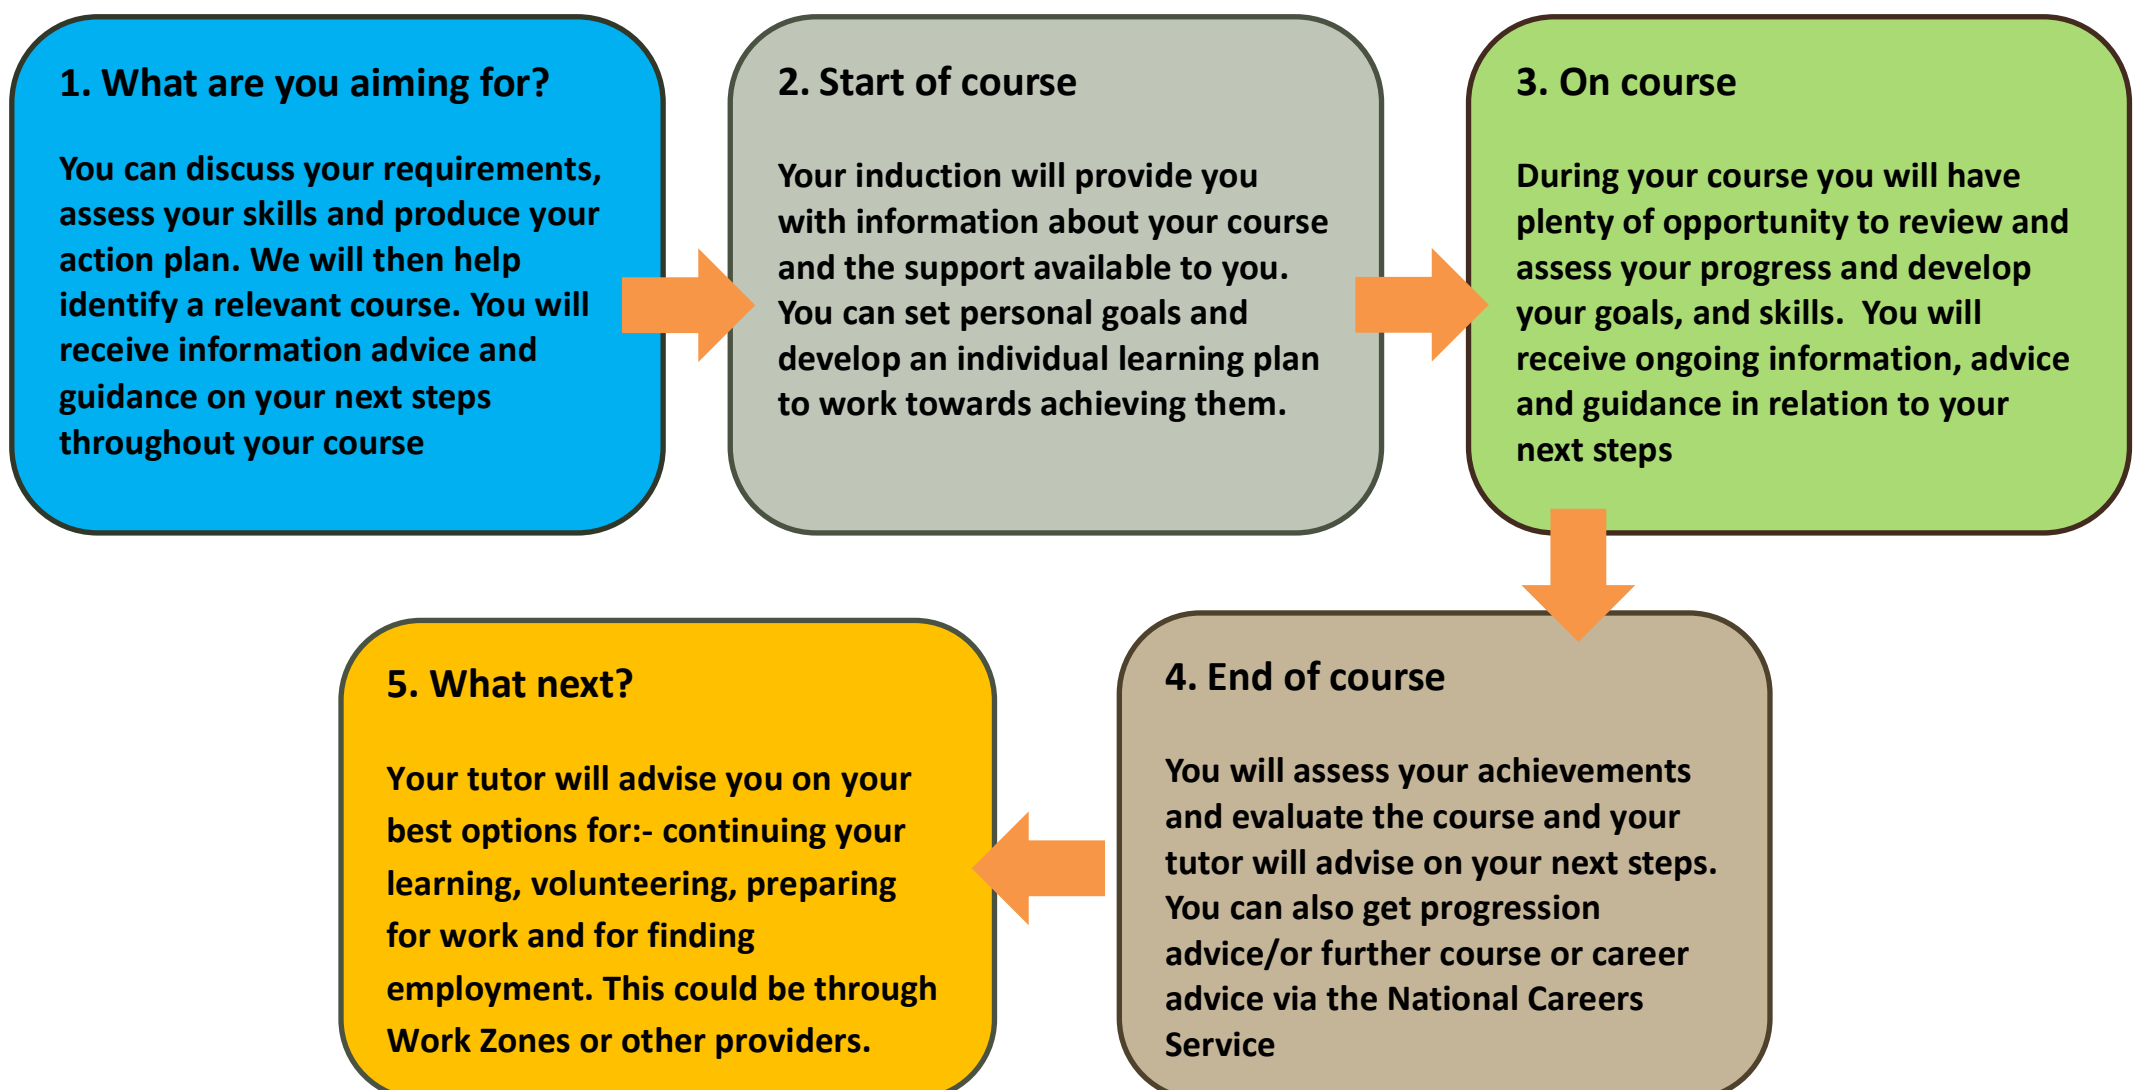 1. What are you aiming for?
You can discuss your requirements,
assess your skills and produce your
action plan. We will then help
identify a relevant course. You will
receive information advice and
guidance on your next steps
throughout your course
2. Start of course
Your induction will provide you
with information about your course
and the support available to you.
You can set personal goals and
develop an individual learning plan
to work towards achieving them.
3. On course
During your course you will have
plenty of opportunity to review and
assess your progress and develop
your goals, and skills.  You will
receive ongoing information, advice
and guidance in relation to your
next steps
4. End of course
You will assess your achievements
and evaluate the course and your
tutor will advise on your next steps.
You can also get progression
advice/or further course or career
advice via the National Careers
Service
5. What next?
Your tutor will advise you on your
best options for:- continuing your
learning, volunteering, preparing
for work and for finding
employment. This could be through
Work Zones or other providers.